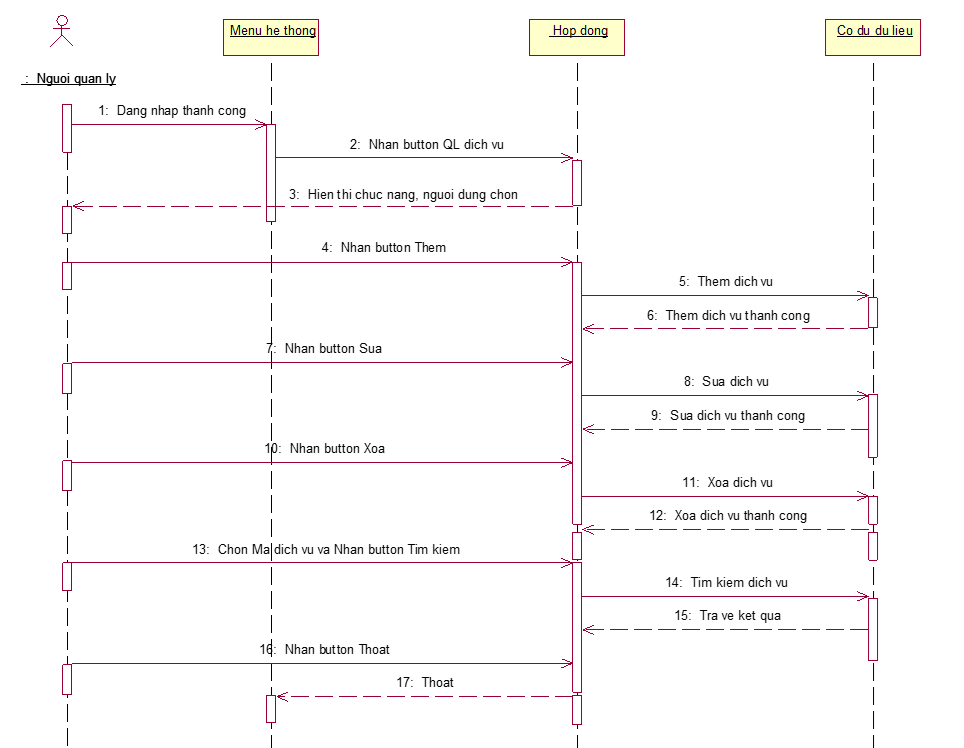 Menu he thong
Hop dong
Co du du lieu
: Nguoi quan ly
1: Dang nhap thanh cong
2: Nhan button QL dich vu
3: Hien thi chuc nang, nguoi dung chon
4: Nhan button Them
5: Them dich vu
6: Them dich vu thanh cong
7: Nhan button Sua
8: Sua dich vu
9: Sua dich vu thanh cong
10: Nhan button Xoa
11: Xoa dich vu
12: Xoa dich vu thanh cong
13: Chon Ma dich vu va Nhan button Tim kiem
14: Tim kiem dich vu
15: Tra ve ket qua
16: Nhan button Thoat
17: Thoat